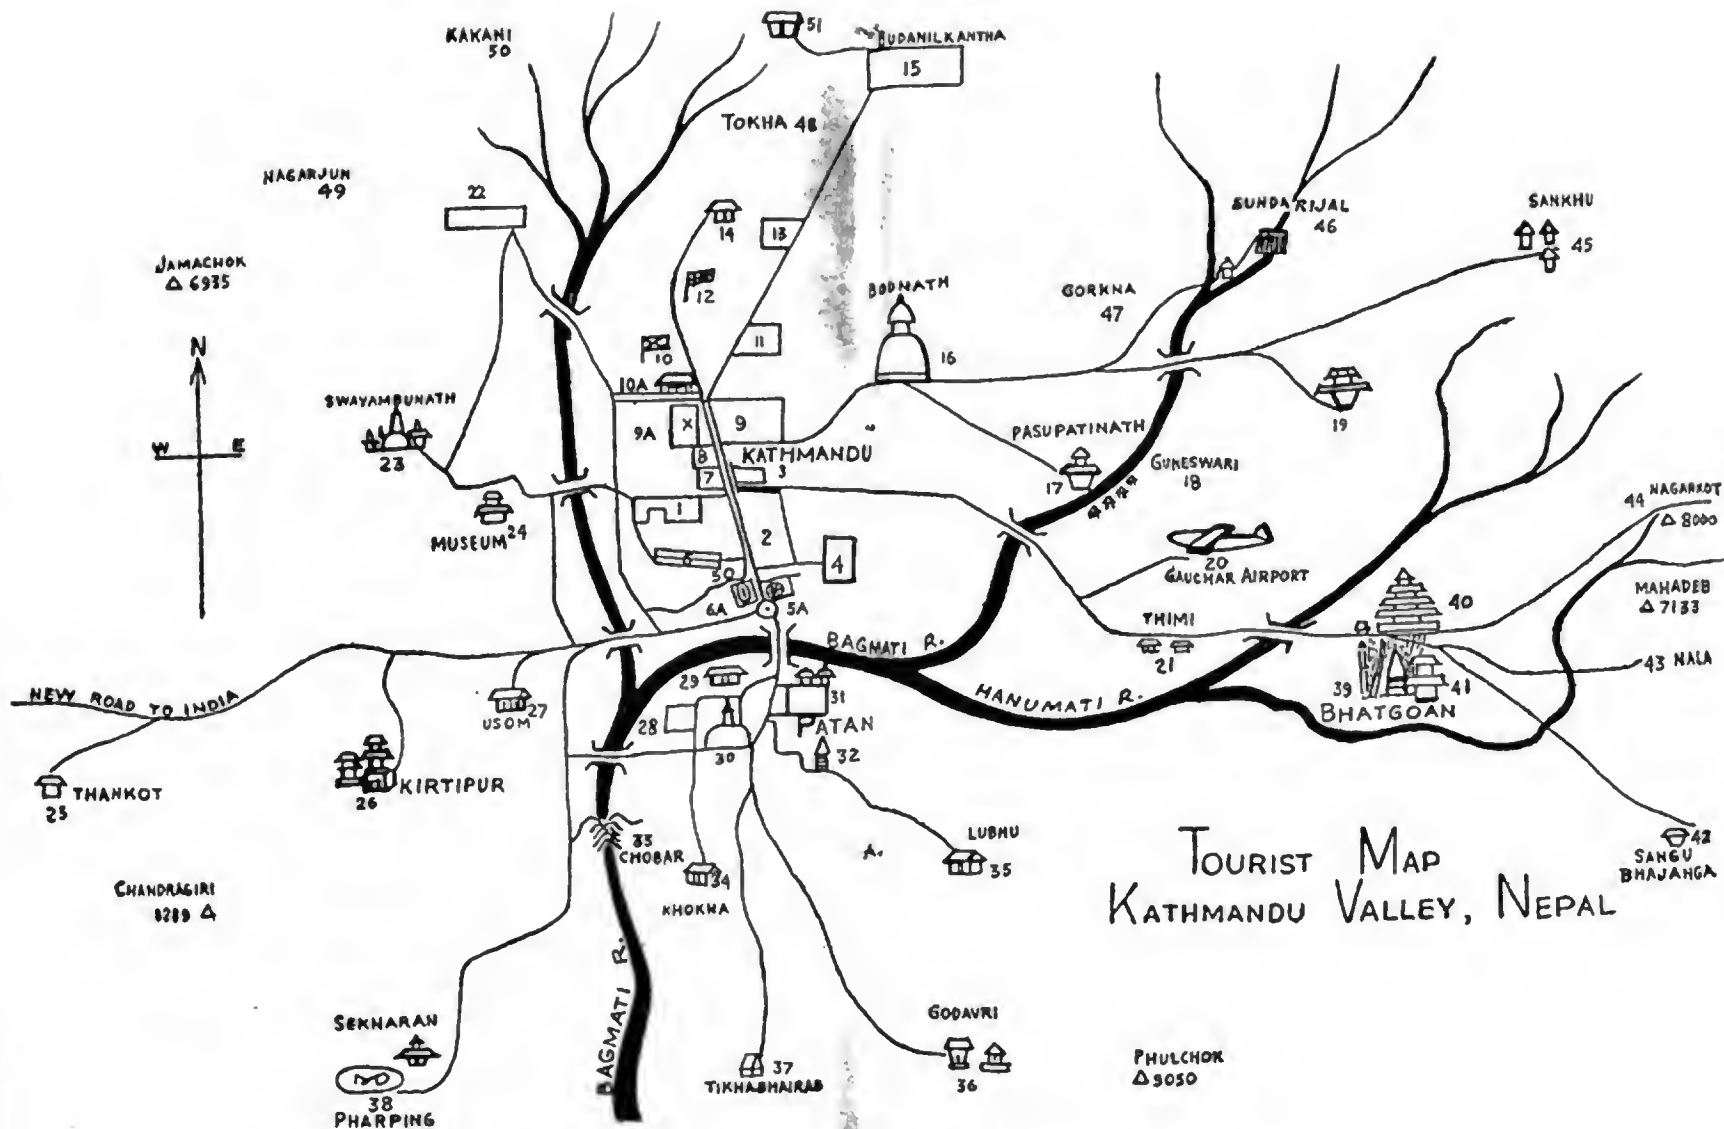 KAKANI
50
51
BUDANILKANTHA
15
TOKHA 48
NAGARJUN
49
22
14
13
SUNDARIJAL
46
SANKHU
45
JAMACHOK
△ 6935
12
BODNATH
GORKNA
47
N
W E
10
11
16
10A
SWAYAMBUNATH
23
9A
X
9
19
8
KATHMANDU
PASUPATINATH
17
GUHESWARI
18
7
3
MUSEUM 24
1
2
4
44 NAGARKOT
△ 8000
20
GAUCHAR AIRPORT
6A
5A
MAHADEB
△ 7133
40
THIMI
21
BAGMATI R.
HANUMATI R.
43 NALA
39
41
BHATGOAN
NEW ROAD TO INDIA
USOM 27
29
28
31
PATAN
30
32
25
THANKOT
26
KIRTIPUR
33
CHOBAR
34
KHOKNA
LUBHU
35
42
SANGU
BHAJANGA
TOURIST MAP
KATHMANDU VALLEY, NEPAL
CHANDRAGIRI
8289 △
BAGMATI R.
SEKNARAN
38
PHARPING
37
TIKHABHAIRAB
GODAVRI
36
PHULCHOK
△ 9050